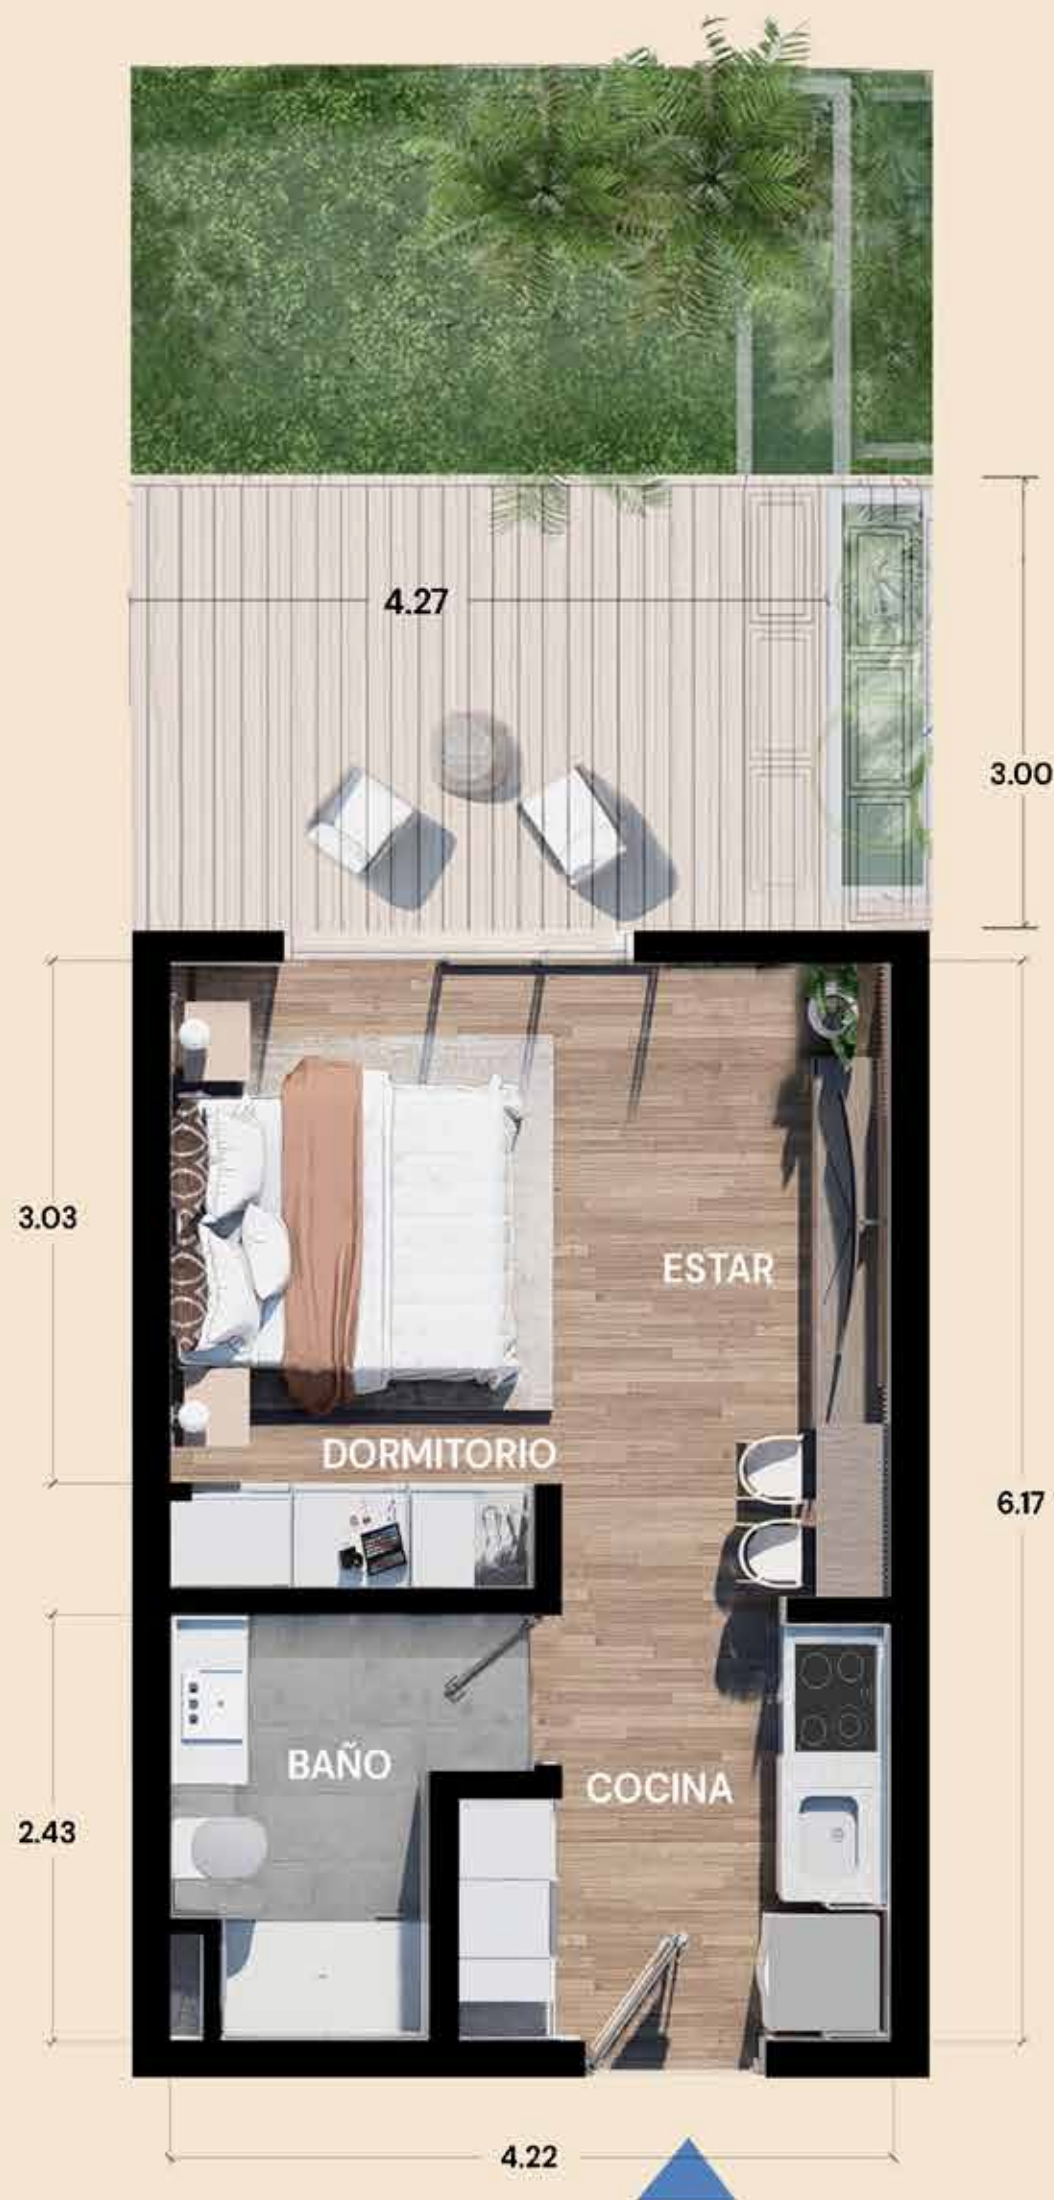 4.27
3.00
3.03
ESTAR
DORMITORIO
6.17
BAÑO
COCINA
2.43
4.22